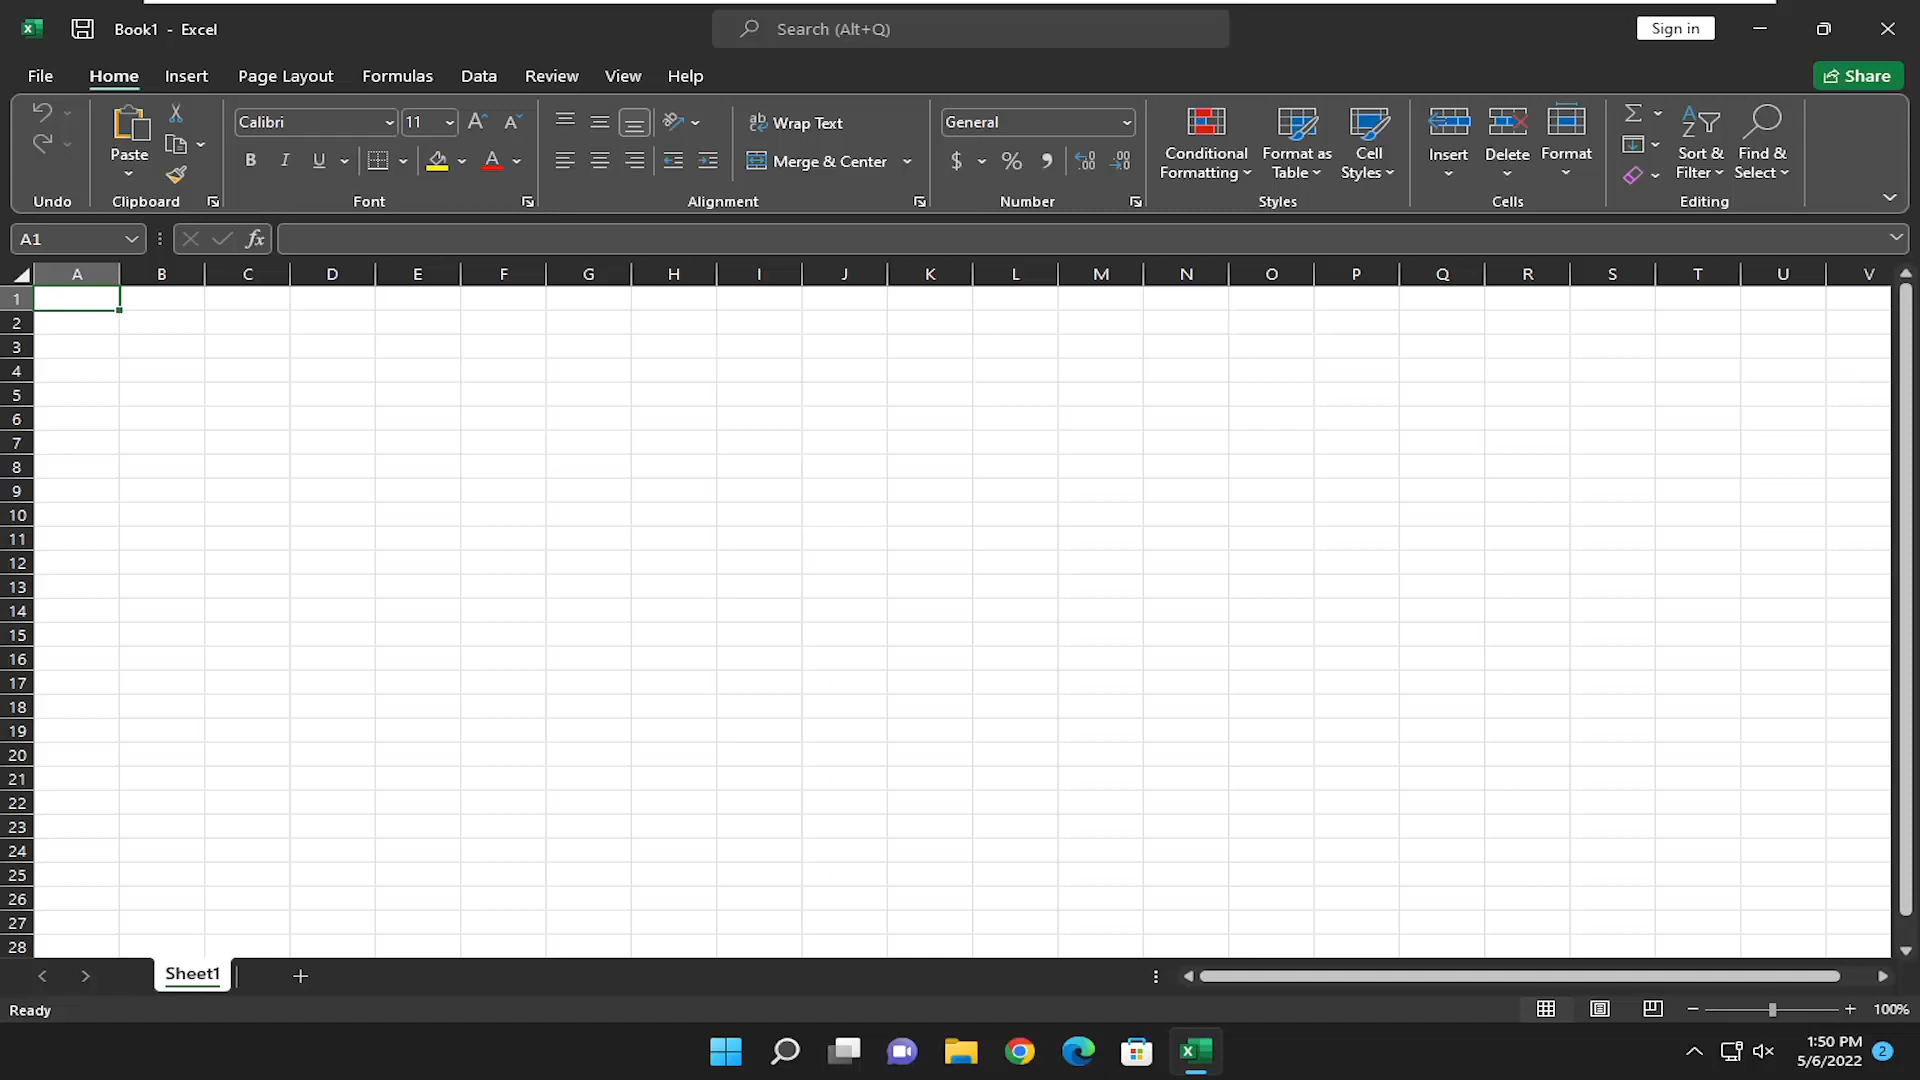 Book1 - Excel
Search (Alt+Q)
Sign in
File Home Insert Page Layout Formulas Data Review View Help
Share
Calibri 11
Wrap Text
General
Paste
B I U A
Merge & Center
$ % 9
Conditional Formatting
Format as Table
Cell Styles
Insert Delete Format
Sort & Filter
Find & Select
Undo Clipboard Font Alignment Number Styles Cells Editing
A1 fx
A B C D E F G H I J K L M N O P Q R S T U V
1
2
3
4
5
6
7
8
9
10
11
12
13
14
15
16
17
18
19
20
21
22
23
24
25
26
27
28
Sheet1
Ready
100%
1:50 PM
5/6/2022
2